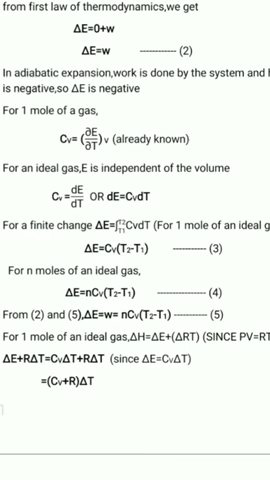 from first law of thermodynamics,we get
ΔE=0+w
ΔE=w ----------- (2)
In adiabatic expansion,work is done by the system and
is negative,so ΔE is negative
For 1 mole of a gas,
Cv= (∂E/∂T)v (already known)
For an ideal gas,E is independent of the volume
Cv =dE/dT OR dE=CvdT
For a finite change ΔE=∫T2T1CvdT (For 1 mole of an ideal g
ΔE=Cv(T2-T1) ---------- (3)
For n moles of an ideal gas,
ΔE=nCv(T2-T1) --------------- (4)
From (2) and (5),ΔE=w= nCv(T2-T1) ---------- (5)
For 1 mole of an ideal gas,ΔH=ΔE+(ΔRT) (SINCE PV=RT
ΔE+RΔT=CvΔT+RΔT (since ΔE=CvΔT)
=(Cv+R)ΔT